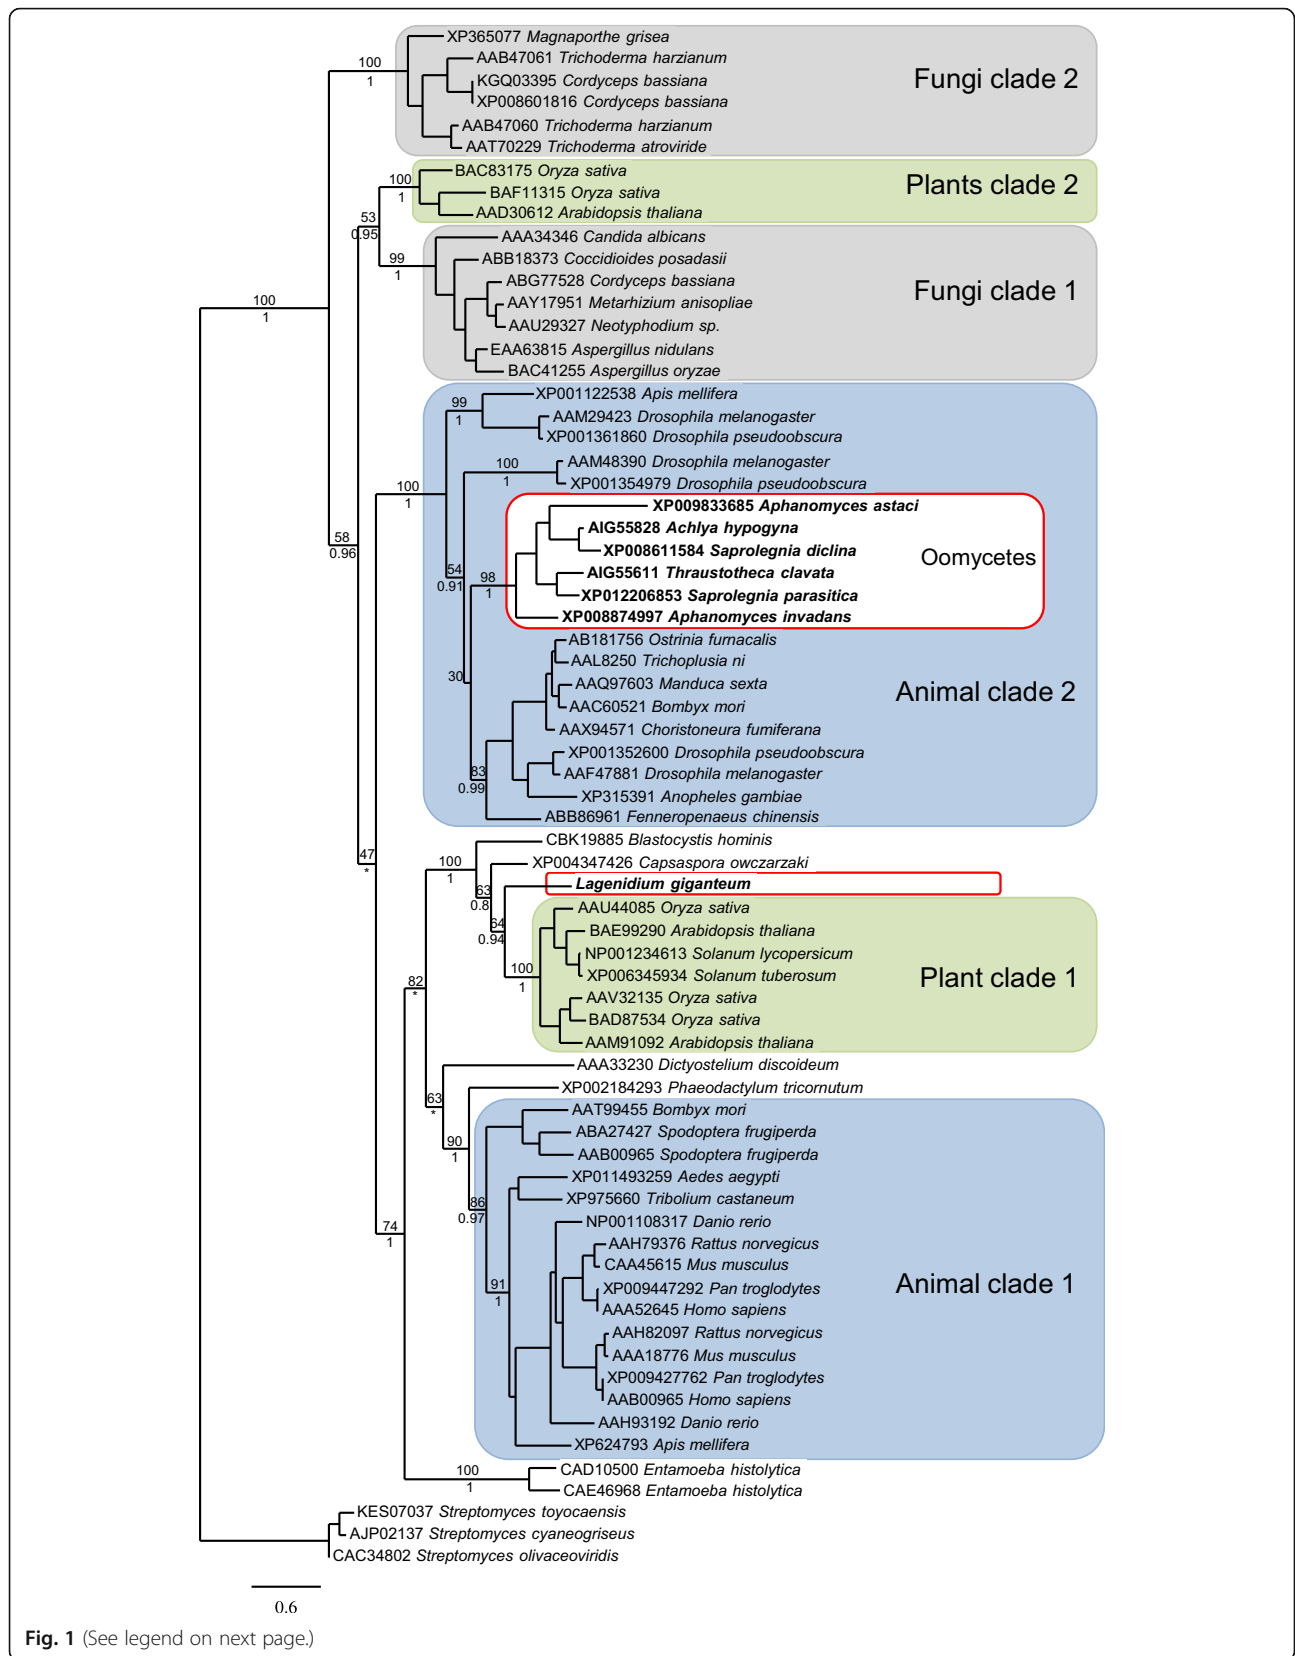 XP365077 Magnaporthe grisea
100
AAB47061 Trichoderma harzianum
1
Fungi clade 2
KGQ03395 Cordyceps bassiana
XP008601816 Cordyceps bassiana
AAB47060 Trichoderma harzianum
AAT70229 Trichoderma atroviride
BAC83175 Oryza sativa
100
1
Plants clade 2
BAF11315 Oryza sativa
AAD30612 Arabidopsis thaliana
53
0.95
AAA34346 Candida albicans
99
1
ABB18373 Coccidioides posadasii
ABG77528 Cordyceps bassiana
Fungi clade 1
AAY17951 Metarhizium anisopliae
100
1
AAU29327 Neotyphodium sp.
EAA63815 Aspergillus nidulans
BAC41255 Aspergillus oryzae
XP001122538 Apis mellifera
99
1
AAM29423 Drosophila melanogaster
XP001361860 Drosophila pseudoobscura
AAM48390 Drosophila melanogaster
100
1
XP001354979 Drosophila pseudoobscura
100
1
XP009833685 Aphanomyces astaci
AIG55828 Achlya hypogyna
58
0.96
XP008611584 Saprolegnia diclina
Oomycetes
54
0.91
98
1
AIG55611 Thraustotheca clavata
XP012206853 Saprolegnia parasitica
XP008874997 Aphanomyces invadans
AB181756 Ostrinia furnacalis
AAL8250 Trichoplusia ni
30
AAQ97603 Manduca sexta
Animal clade 2
AAC60521 Bombyx mori
AAX94571 Choristoneura fumiferana
XP001352600 Drosophila pseudoobscura
83
0.99
AAF47881 Drosophila melanogaster
XP315391 Anopheles gambiae
ABB86961 Fenneropenaeus chinensis
CBK19885 Blastocystis hominis
47
*
100
1
XP004347426 Capsaspora owczarzaki
63
0.8
Lagenidium giganteum
AAU44085 Oryza sativa
64
0.94
BAE99290 Arabidopsis thaliana
NP001234613 Solanum lycopersicum
100
1
XP006345934 Solanum tuberosum
Plant clade 1
82
*
AAV32135 Oryza sativa
BAD87534 Oryza sativa
AAM91092 Arabidopsis thaliana
AAA33230 Dictyostelium discoideum
XP002184293 Phaeodactylum tricornutum
63
*
AAT99455 Bombyx mori
ABA27427 Spodoptera frugiperda
90
1
AAB00965 Spodoptera frugiperda
XP011493259 Aedes aegypti
XP975660 Tribolium castaneum
86
0.97
NP001108317 Danio rerio
74
1
AAH79376 Rattus norvegicus
CAA45615 Mus musculus
91
1
XP009447292 Pan troglodytes
Animal clade 1
AAA52645 Homo sapiens
AAH82097 Rattus norvegicus
AAA18776 Mus musculus
XP009427762 Pan troglodytes
AAB00965 Homo sapiens
AAH93192 Danio rerio
XP624793 Apis mellifera
CAD10500 Entamoeba histolytica
100
1
CAE46968 Entamoeba histolytica
KES07037 Streptomyces toyocaensis
AJP02137 Streptomyces cyaneogriseus
CAC34802 Streptomyces olivaceoviridis
0.6
Fig. 1 (See legend on next page.)